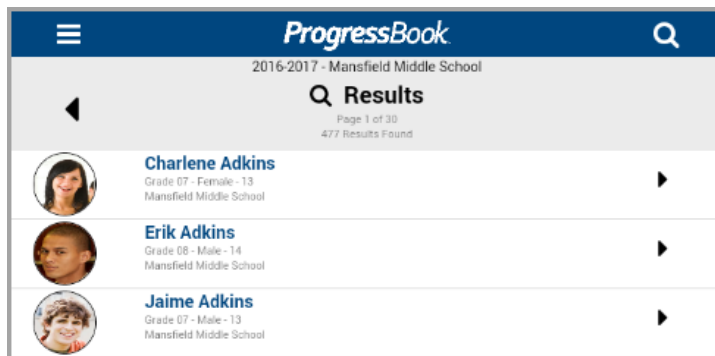 ProgressBook
2016-2017 - Mansfield Middle School
Results
Page 1 of 30
477 Results Found
Charlene Adkins
Grade 07 - Female - 13
Mansfield Middle School
Erik Adkins
Grade 08 - Male - 14
Mansfield Middle School
Jaime Adkins
Grade 07 - Male - 13
Mansfield Middle School